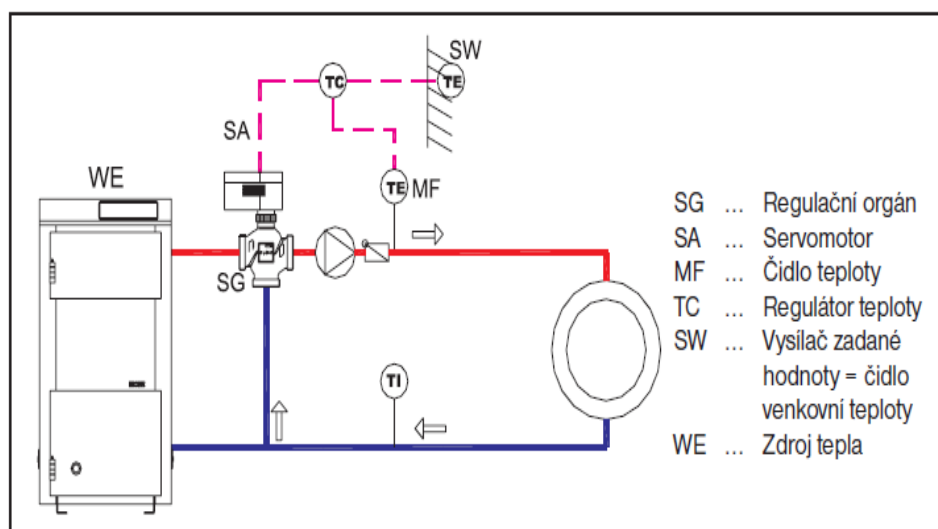 SW
TC
TE
SA
WE
TE MF
SG
TI
SG ... Regulační orgán
SA ... Servomotor
MF ... Čidlo teploty
TC ... Regulátor teploty
SW ... Vysílač zadané
hodnoty = čidlo
venkovní teploty
WE ... Zdroj tepla